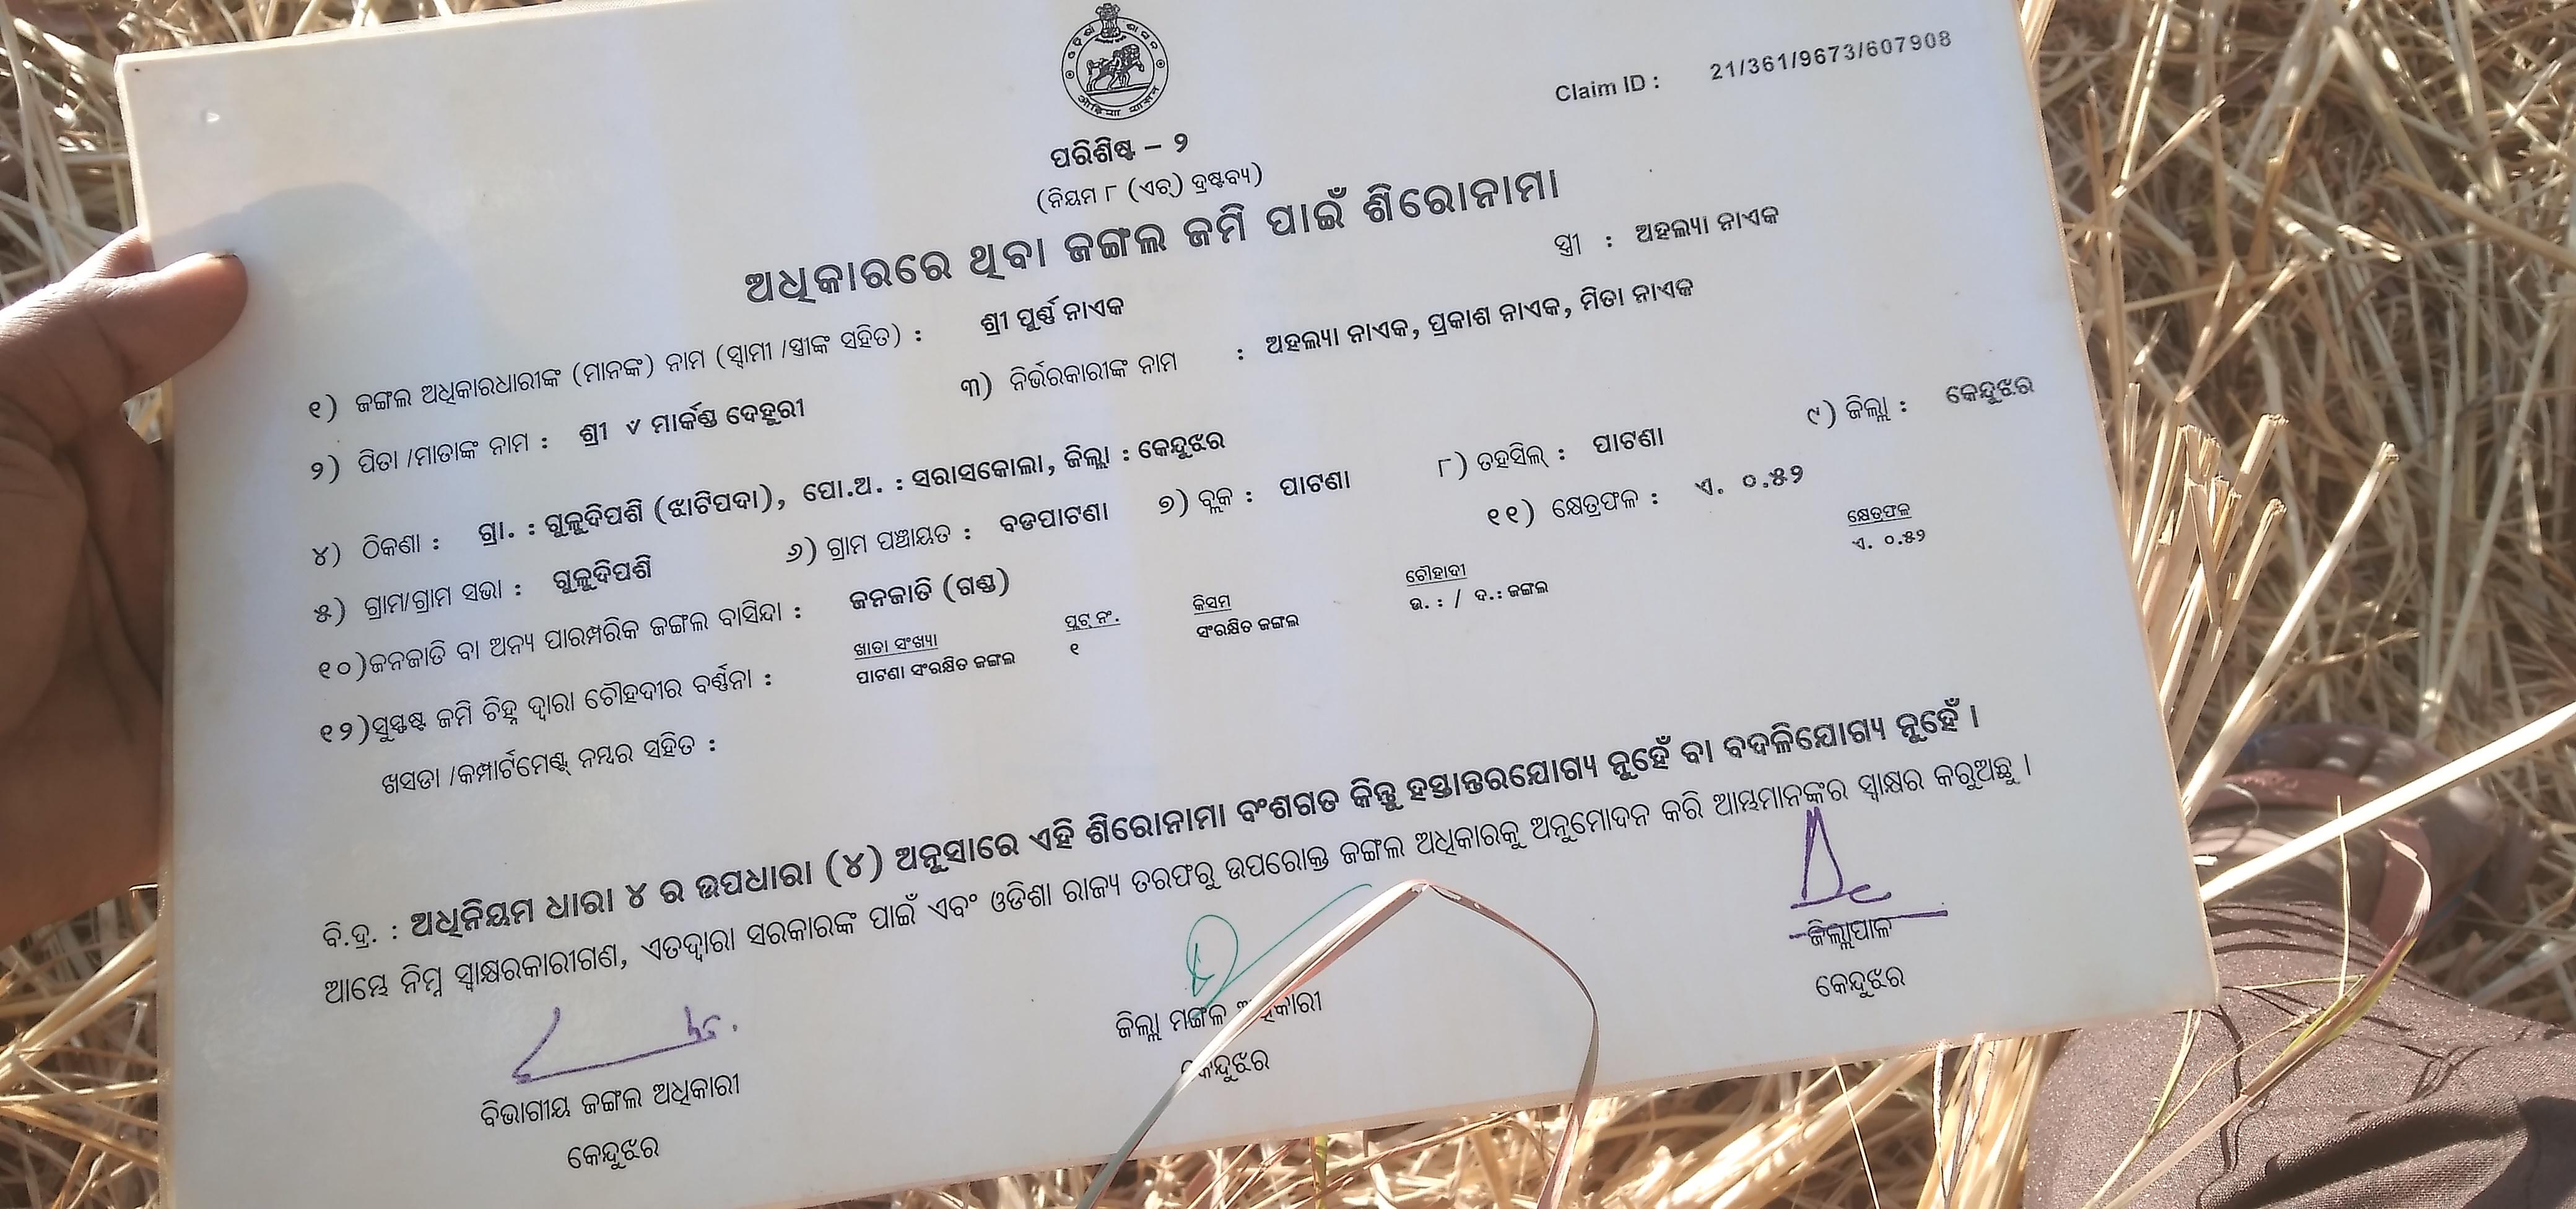 Claim ID : 21/361/9673/607908
ପରିଶିଷ୍ଟ – ୨
(ନିୟମ ୮ (ଏଚ୍) ଦ୍ରଷ୍ଟବ୍ୟ)
ଅଧିକାରରେ ଥିବା ଜଙ୍ଗଲ ଜମି ପାଇଁ ଶିରୋନାମା
୧) ଜଙ୍ଗଲ ଅଧିକାରଧାରୀଙ୍କ (ମାନଙ୍କ) ନାମ (ସ୍ୱାମୀ /ସ୍ତ୍ରୀଙ୍କ ସହିତ) : ଶ୍ରୀ ପୁର୍ଣ୍ଣ ନାଏକ ସ୍ତ୍ରୀ : ଅହଲ୍ୟା ନାଏକ
୨) ପିତା /ମାତାଙ୍କ ନାମ : ଶ୍ରୀ ୰ ମାର୍କଣ୍ଡ ଦେହୁରୀ ୩) ନିର୍ଭରକାରୀଙ୍କ ନାମ : ଅହଲ୍ୟା ନାଏକ, ପ୍ରକାଶ ନାଏକ, ମିତା ନାଏକ
୪) ଠିକଣା : ଗ୍ରା. : ଗୁଳୁଦିପଶି (ଝାଟିପଦା), ପୋ.ଅ. : ସରାସକୋଲା, ଜିଲ୍ଲା : କେନ୍ଦୁଝର
୫) ଗ୍ରାମ/ଗ୍ରାମ ସଭା : ଗୁଳୁଦିପଶି ୬) ଗ୍ରାମ ପଞ୍ଚାୟତ : ବଡପାଟଣା ୭) ବ୍ଲକ : ପାଟଣା ୮) ତହସିଲ୍ : ପାଟଣା ୯) ଜିଲ୍ଲା : କେନ୍ଦୁଝର
୧୦)ଜନଜାତି ବା ଅନ୍ୟ ପାରମ୍ପରିକ ଜଙ୍ଗଲ ବାସିନ୍ଦା : ଜନଜାତି (ଗଣ୍ଡ) ୧୧) କ୍ଷେତ୍ରଫଳ : ଏ. ୦.୫୨
୧୨)ସୁସ୍ପଷ୍ଟ ଜମି ଚିହ୍ନ ଦ୍ୱାରା ଚୌହଦୀର ବର୍ଣ୍ଣନା : ଖାତା ସଂଖ୍ୟା ପ୍ଲଟ୍ ନଂ. କିସମ ଚୌହାଦୀ କ୍ଷେତ୍ରଫଳ
ପାଟଣା ସଂରକ୍ଷିତ ଜଙ୍ଗଲ ୧ ସଂରକ୍ଷିତ ଜଙ୍ଗଲ ଉ. : / ଦ.: ଜଙ୍ଗଲ ଏ. ୦.୫୨
ଖସଡା /କମ୍ପାର୍ଟମେଣ୍ଟ୍ ନମ୍ବର ସହିତ :
ବି.ଦ୍ର. : ଅଧିନିୟମ ଧାରା ୪ ର ଉପଧାରା (୪) ଅନୁସାରେ ଏହି ଶିରୋନାମା ବଂଶଗତ କିନ୍ତୁ ହସ୍ତାନ୍ତରଯୋଗ୍ୟ ନୁହେଁ ବା ବଦଳିଯୋଗ୍ୟ ନୁହେଁ ।
ଆମ୍ଭେ ନିମ୍ନ ସ୍ୱାକ୍ଷରକାରୀଗଣ, ଏତଦ୍ୱାରା ସରକାରଙ୍କ ପାଇଁ ଏବଂ ଓଡିଶା ରାଜ୍ୟ ତରଫରୁ ଉପରୋକ୍ତ ଜଙ୍ଗଲ ଅଧିକାରକୁ ଅନୁମୋଦନ କରି ଆମ୍ଭମାନଙ୍କର ସ୍ୱାକ୍ଷର କରୁଅଛୁ ।
ବିଭାଗୀୟ ଜଙ୍ଗଲ ଅଧିକାରୀ
କେନ୍ଦୁଝର
ଜିଲ୍ଲା ମଙ୍ଗଳ
କେନ୍ଦୁଝର
ଜିଲ୍ଲାପାଳ
କେନ୍ଦୁଝର